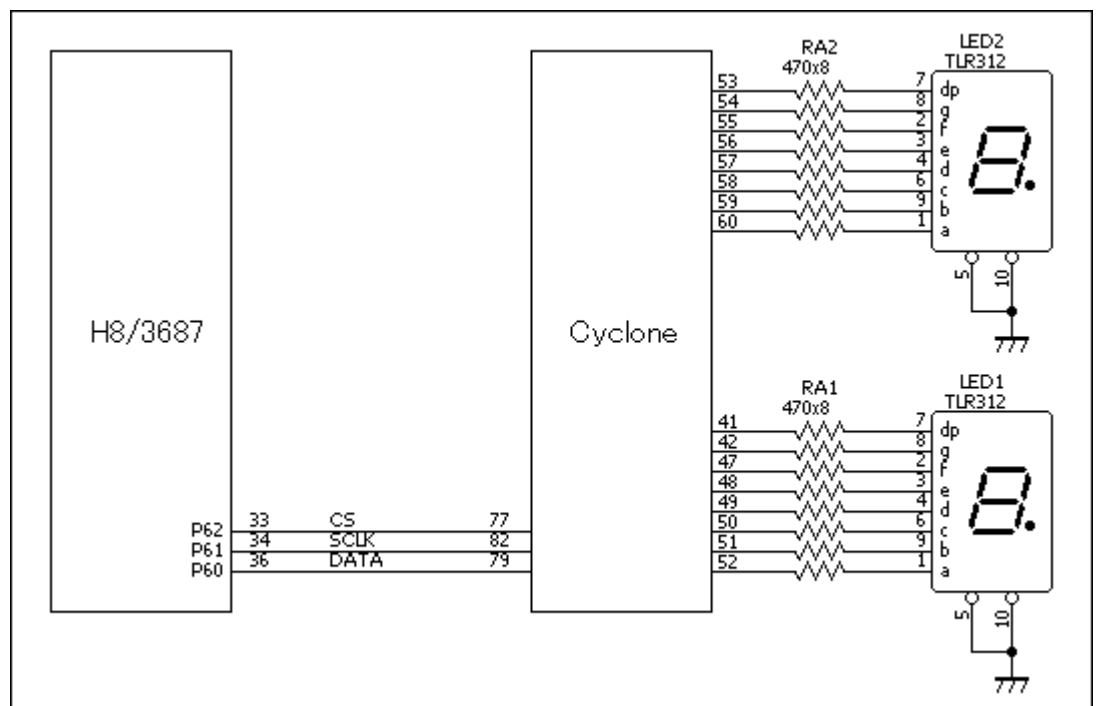 H8/3687
P62
P61
P60
33 CS 77
34 SCLK 82
36 DATA 79
Cyclone
RA2
470x8
LED2
TLR312
53 7 dp
54 8 g
55 2 f
56 3 e
57 4 d
58 6 c
59 9 b
60 1 a
5 10
RA1
470x8
LED1
TLR312
41 7 dp
42 8 g
47 2 f
48 3 e
49 4 d
50 6 c
51 9 b
52 1 a
5 10